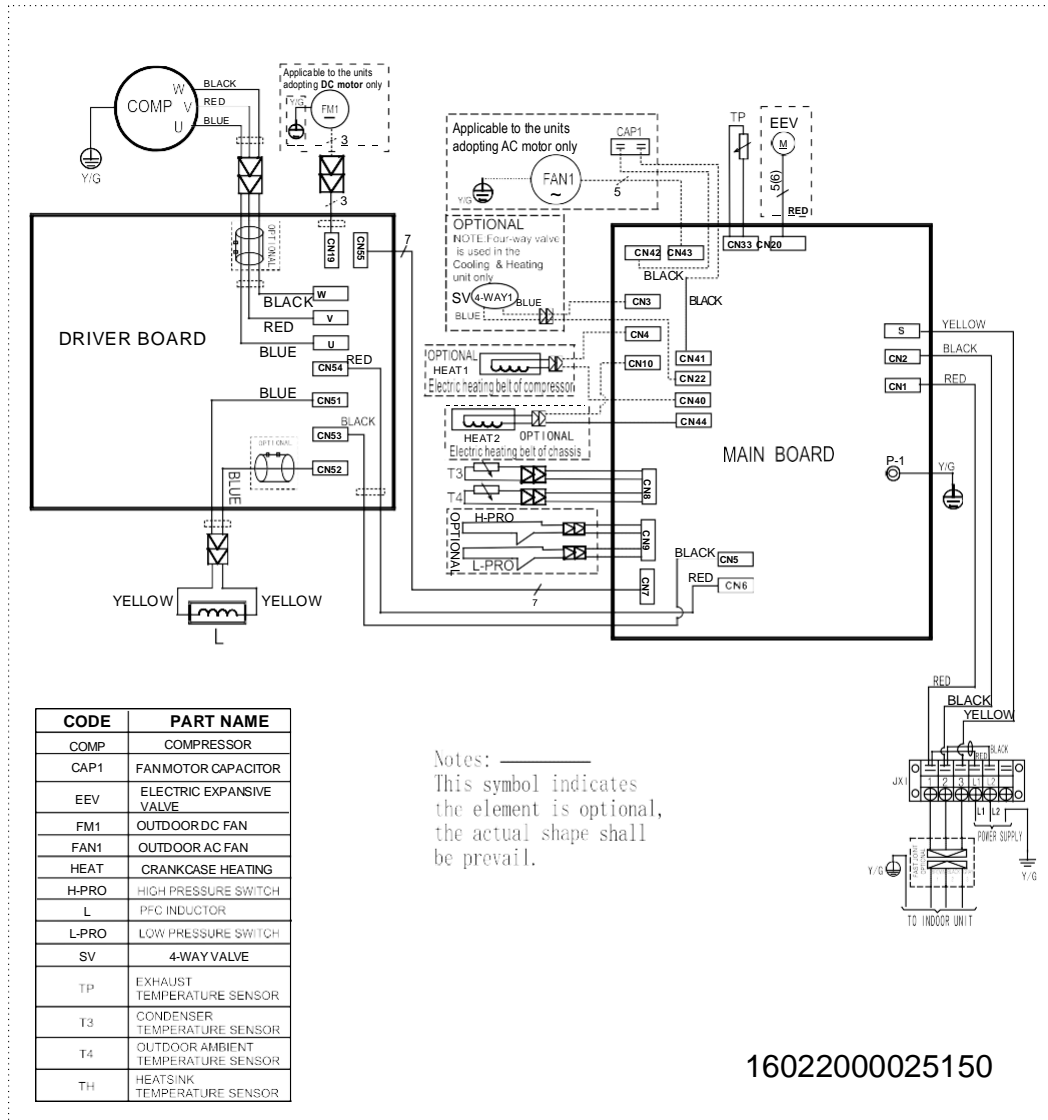 COMP
W
V
U
BLACK
RED
BLUE
Y/G
Applicable to the units
adopting DC motor only
Y/G
FM1
3
3
Applicable to the units
adopting AC motor only
CAP1
FAN1
~
Y/G
5
TP
EEV
M
5(6)
RED
OPTIONAL
NOTE:Four-way valve
is used in the
Cooling & Heating
unit only
SV
4-WAY1
BLUE
BLUE
DRIVER BOARD
OPTIONAL
CN19
CN55
7
BLACK
W
RED
V
BLUE
U
CN54
RED
BLUE
CN51
BLACK
CN53
OPTIONAL
CN52
BLUE
YELLOW
YELLOW
L
OPTIONAL
HEAT1
Electric heating belt of compressor
HEAT2
OPTIONAL
Electric heating belt of chassis
T3
T4
OPTIONAL
H-PRO
L-PRO
7
MAIN BOARD
CN33
CN20
CN42
CN43
BLACK
BLACK
CN3
CN4
CN10
CN41
CN22
CN40
CN44
CN8
CN9
CN7
BLACK
CN5
RED
CN6
S
YELLOW
CN2
BLACK
CN1
RED
P-1
Y/G
RED
BLACK
YELLOW
BLACK
RED
JX1
1
2
3
L1
L2
L1
L2
POWER SUPPLY
Y/G
Y/G
FAST JOINT
OPTIONAL
TO INDOOR UNIT
CODE PART NAME
COMP COMPRESSOR
CAP1 FANMOTOR CAPACITOR
EEV ELECTRIC EXPANSIVE
VALVE
FM1 OUTDOOR DC FAN
FAN1 OUTDOOR AC FAN
HEAT CRANKCASE HEATING
H-PRO HIGH PRESSURE SWITCH
L PFC INDUCTOR
L-PRO LOW PRESSURE SWITCH
SV 4-WAY VALVE
TP EXHAUST
TEMPERATURE SENSOR
T3 CONDENSER
TEMPERATURE SENSOR
T4 OUTDOOR AMBIENT
TEMPERATURE SENSOR
TH HEATSINK
TEMPERATURE SENSOR
Notes:
This symbol indicates
the element is optional,
the actual shape shall
be prevail.
16022000025150